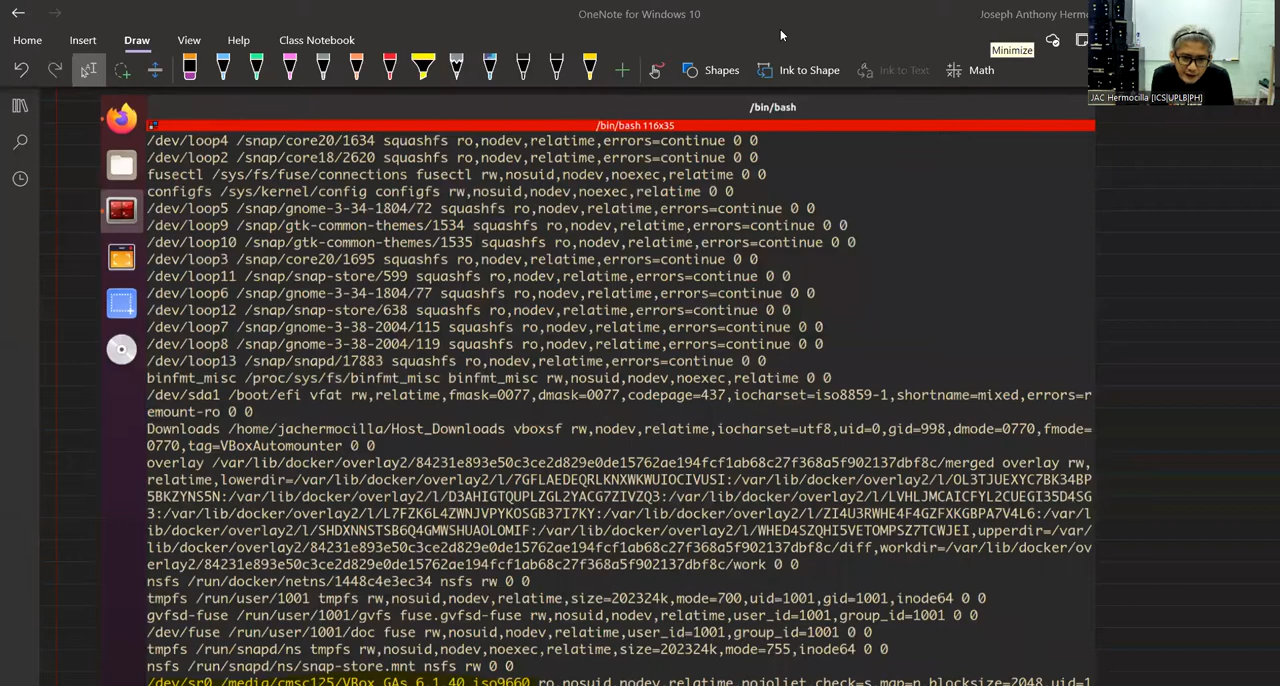 OneNote for Windows 10
Joseph Anthony Hermo
Home Insert Draw View Help Class Notebook
Minimize
Shapes Ink to Shape Ink to Text Math
JAC Hermocilla [ICS|UPLB|PH]
/bin/bash
/bin/bash 116x35
/dev/loop4 /snap/core20/1634 squashfs ro,nodev,relatime,errors=continue 0 0
/dev/loop2 /snap/core18/2620 squashfs ro,nodev,relatime,errors=continue 0 0
fusectl /sys/fs/fuse/connections fusectl rw,nosuid,nodev,noexec,relatime 0 0
configfs /sys/kernel/config configfs rw,nosuid,nodev,noexec,relatime 0 0
/dev/loop5 /snap/gnome-3-34-1804/72 squashfs ro,nodev,relatime,errors=continue 0 0
/dev/loop9 /snap/gtk-common-themes/1534 squashfs ro,nodev,relatime,errors=continue 0 0
/dev/loop10 /snap/gtk-common-themes/1535 squashfs ro,nodev,relatime,errors=continue 0 0
/dev/loop3 /snap/core20/1695 squashfs ro,nodev,relatime,errors=continue 0 0
/dev/loop11 /snap/snap-store/599 squashfs ro,nodev,relatime,errors=continue 0 0
/dev/loop6 /snap/gnome-3-34-1804/77 squashfs ro,nodev,relatime,errors=continue 0 0
/dev/loop12 /snap/snap-store/638 squashfs ro,nodev,relatime,errors=continue 0 0
/dev/loop7 /snap/gnome-3-38-2004/115 squashfs ro,nodev,relatime,errors=continue 0 0
/dev/loop8 /snap/gnome-3-38-2004/119 squashfs ro,nodev,relatime,errors=continue 0 0
/dev/loop13 /snap/snapd/17883 squashfs ro,nodev,relatime,errors=continue 0 0
binfmt_misc /proc/sys/fs/binfmt_misc binfmt_misc rw,nosuid,nodev,noexec,relatime 0 0
/dev/sda1 /boot/efi vfat rw,relatime,fmask=0077,dmask=0077,codepage=437,iocharset=iso8859-1,shortname=mixed,errors=r
emount-ro 0 0
Downloads /home/jachermocilla/Host_Downloads vboxsf rw,nodev,relatime,iocharset=utf8,uid=0,gid=998,dmode=0770,fmode=
0770,tag=VBoxAutomounter 0 0
overlay /var/lib/docker/overlay2/84231e893e50c3ce2d829e0de15762ae194fcf1ab68c27f368a5f902137dbf8c/merged overlay rw,
relatime,lowerdir=/var/lib/docker/overlay2/l/7GFLAEDEQRLKNXWKWUIOCIVUSI:/var/lib/docker/overlay2/l/OL3TJUEXYC7BK34BP
5BKZYNS5N:/var/lib/docker/overlay2/l/D3AHIGTQUPLZGL2YACG7ZIVZQ3:/var/lib/docker/overlay2/l/LVHLJMCAICFYL2CUEGI35D4SG
3:/var/lib/docker/overlay2/l/L7FZK6L4ZWNJVPYKOSGB37I7KY:/var/lib/docker/overlay2/l/ZI4U3RWHE4F4GZFXKGBPA7V4L6:/var/l
ib/docker/overlay2/l/SHDXNNSTSB6Q4GMWSHUAOLOMIF:/var/lib/docker/overlay2/l/WHED4SZQHI5VETOMPSZ7TCWJEI,upperdir=/var/
lib/docker/overlay2/84231e893e50c3ce2d829e0de15762ae194fcf1ab68c27f368a5f902137dbf8c/diff,workdir=/var/lib/docker/ov
erlay2/84231e893e50c3ce2d829e0de15762ae194fcf1ab68c27f368a5f902137dbf8c/work 0 0
nsfs /run/docker/netns/1448c4e3ec34 nsfs rw 0 0
tmpfs /run/user/1001 tmpfs rw,nosuid,nodev,relatime,size=202324k,mode=700,uid=1001,gid=1001,inode64 0 0
gvfsd-fuse /run/user/1001/gvfs fuse.gvfsd-fuse rw,nosuid,nodev,relatime,user_id=1001,group_id=1001 0 0
/dev/fuse /run/user/1001/doc fuse rw,nosuid,nodev,relatime,user_id=1001,group_id=1001 0 0
tmpfs /run/snapd/ns tmpfs rw,nosuid,nodev,noexec,relatime,size=202324k,mode=755,inode64 0 0
nsfs /run/snapd/ns/snap-store.mnt nsfs rw 0 0
/dev/sr0 /media/cmsc125/VBox_GAs_6.1.40 iso9660 ro,nosuid,nodev,relatime,nojoliet,check=s,map=n,blocksize=2048,uid=1